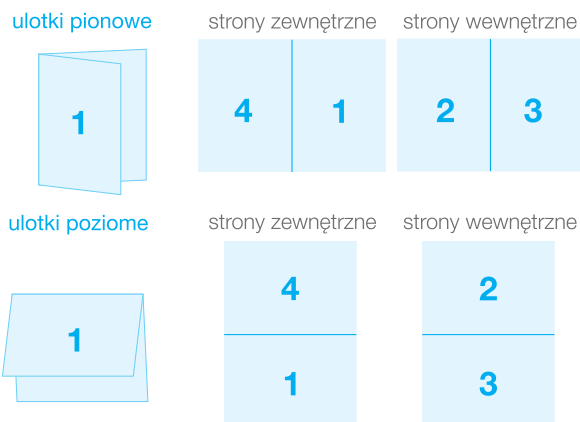 ulotki pionowe
strony zewnętrzne
strony wewnętrzne
1
4 1
2 3
ulotki poziome
strony zewnętrzne
strony wewnętrzne
1
4
1
2
3